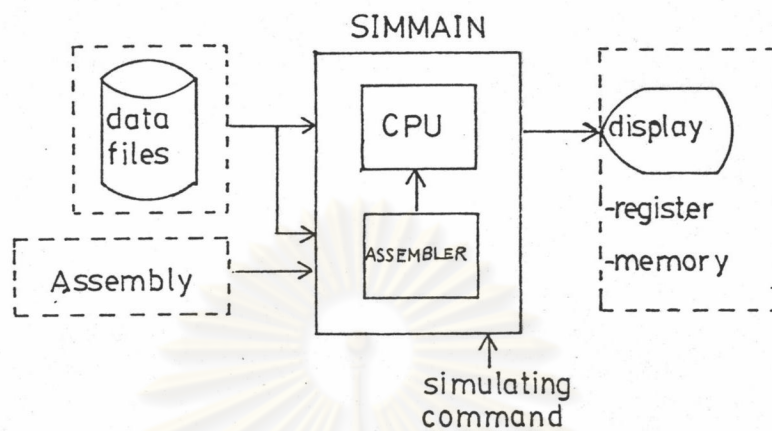 SIMMAIN
data
files
CPU
ASSEMBLER
Assembly
display
-register
-memory
simulating
command